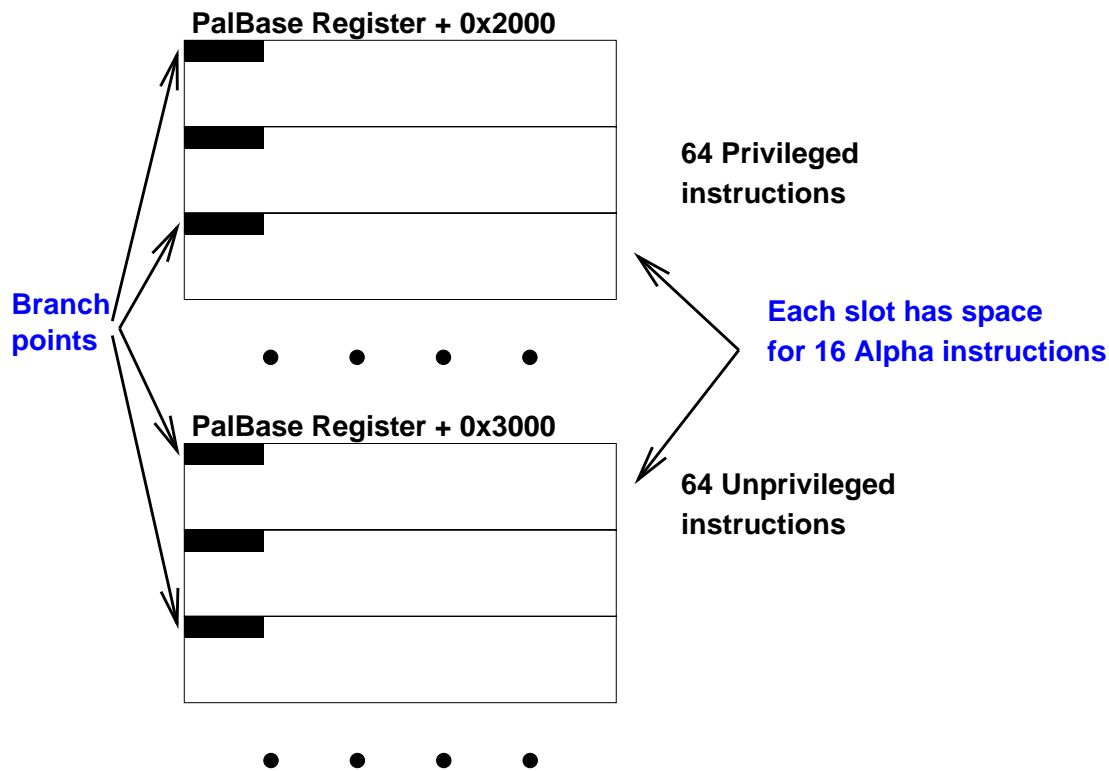 PalBase Register + 0x2000
64 Privileged
instructions
Branch
points
Each slot has space
for 16 Alpha instructions
PalBase Register + 0x3000
64 Unprivileged
instructions